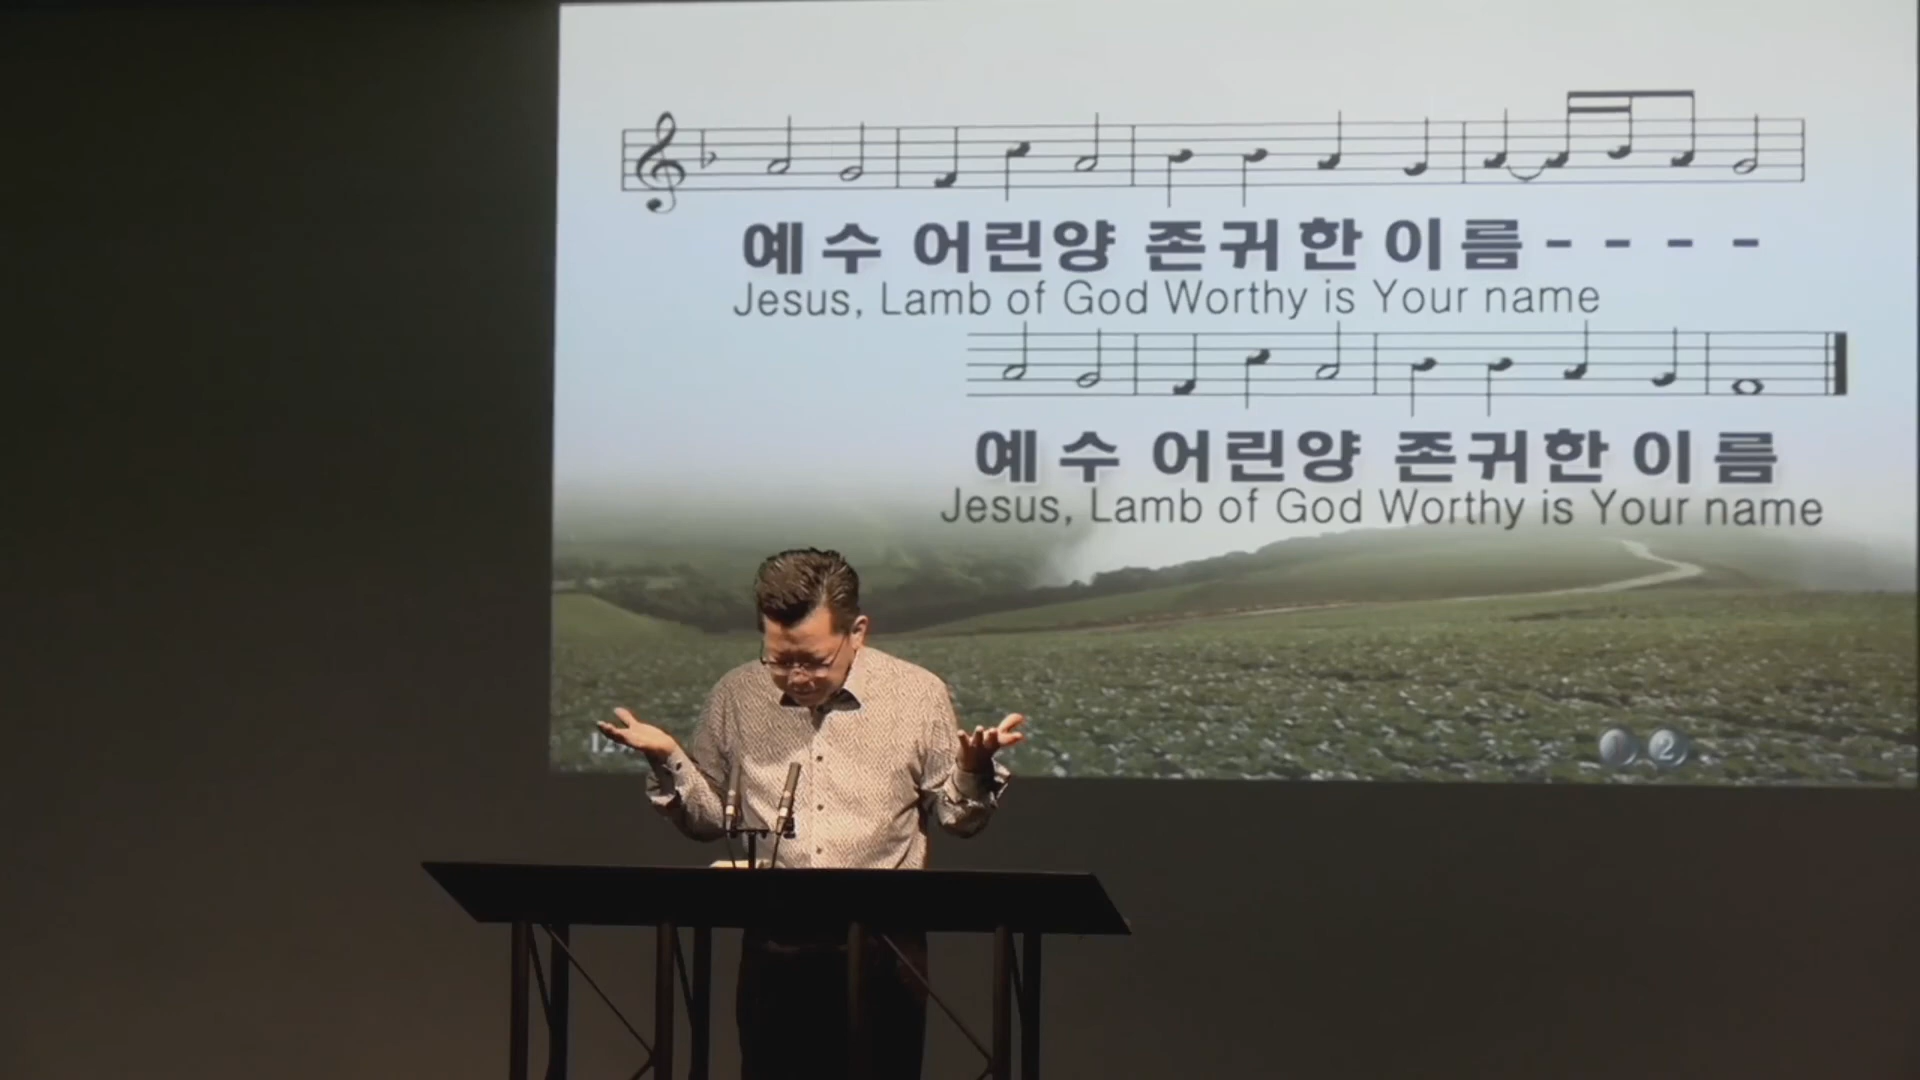 예수 어린양 존귀한 이름 - - - -
Jesus, Lamb of God Worthy is Your name
예수 어린양 존귀한 이름
Jesus, Lamb of God Worthy is Your name
2